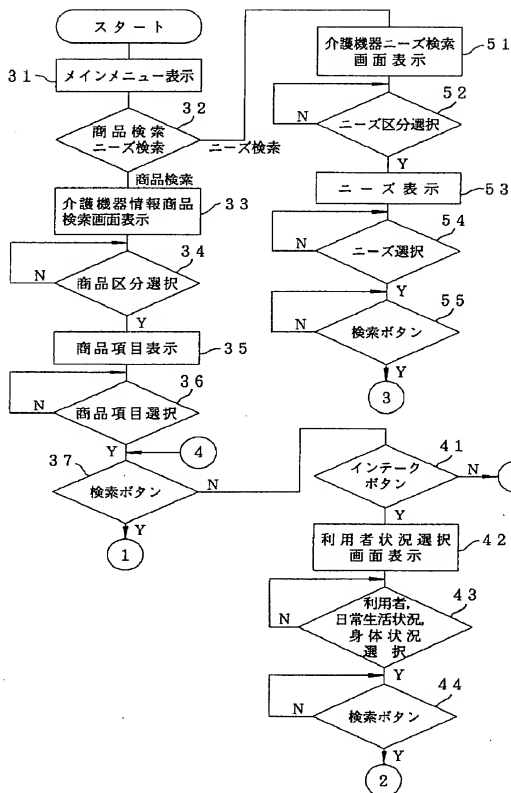 スタート
31
メインメニュー表示
32
商品検索
ニーズ検索
ニーズ検索
商品検索
介護機器情報商品
検索画面表示
33
34
商品区分選択
N
Y
商品項目表示
35
36
商品項目選択
N
Y
4
37
検索ボタン
N
Y
1
51
介護機器ニーズ検索
画面表示
52
ニーズ区分選択
N
Y
ニーズ表示
53
54
ニーズ選択
N
Y
55
検索ボタン
N
Y
3
41
インテーク
ボタン
N
Y
利用者状況選択
画面表示
42
43
利用者,
日常生活状況,
身体状況
選択
N
Y
44
検索ボタン
N
Y
2